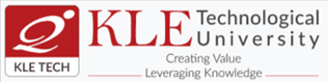 KLE TECH
KLE Technological
University
Creating Value
Leveraging Knowledge